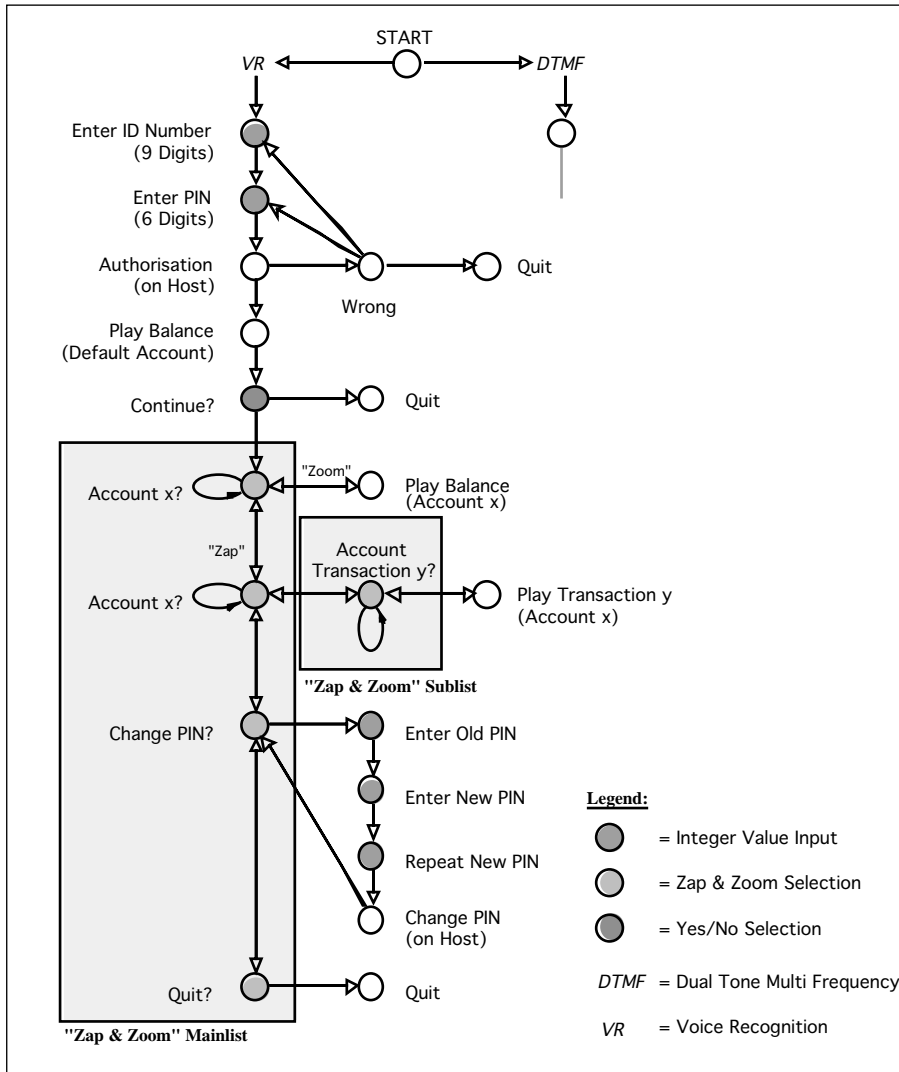 START
VR
DTMF
Enter ID Number
(9 Digits)
Enter PIN
(6 Digits)
Authorisation
(on Host)
Wrong
Quit
Play Balance
(Default Account)
Continue?
Quit
Account x?
"Zoom"
Play Balance
(Account x)
"Zap"
Account
Transaction y?
Account x?
Play Transaction y
(Account x)
"Zap & Zoom" Sublist
Change PIN?
Enter Old PIN
Enter New PIN
Repeat New PIN
Change PIN
(on Host)
Quit?
Quit
"Zap & Zoom" Mainlist
Legend:
= Integer Value Input
= Zap & Zoom Selection
= Yes/No Selection
DTMF = Dual Tone Multi Frequency
VR = Voice Recognition